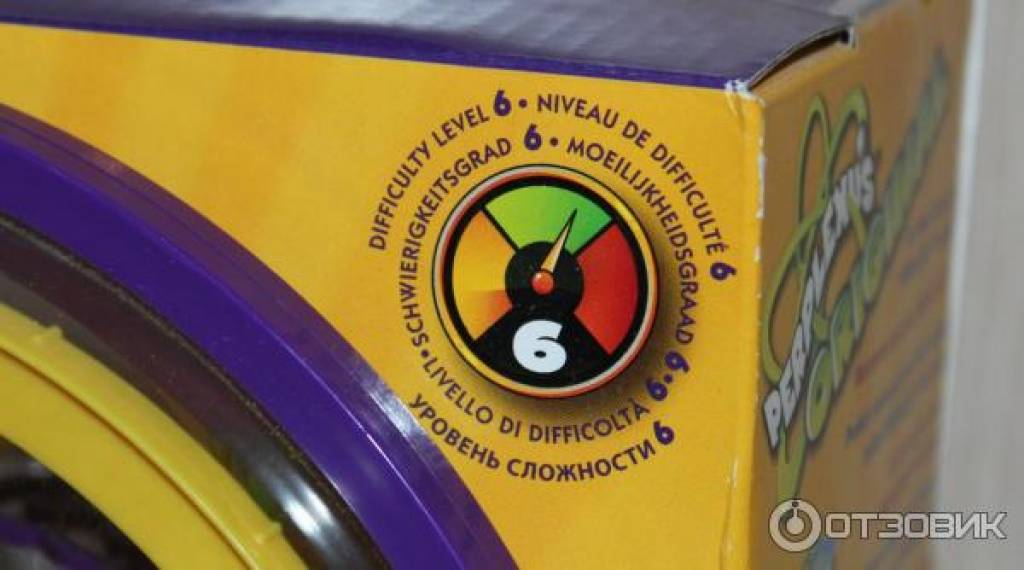 DIFFICULTY LEVEL 6 • NIVEAU DE DIFFICULTÉ 6
SCHWIERIGKEITSGRAD 6 • MOEILIJKHEIDSGRAAD 6 •
LIVELLO DI DIFFICOLTÀ 6 •
УРОВЕНЬ СЛОЖНОСТИ 6
6
PERPLEXUS
ORIGINAL
ОТЗОВИК